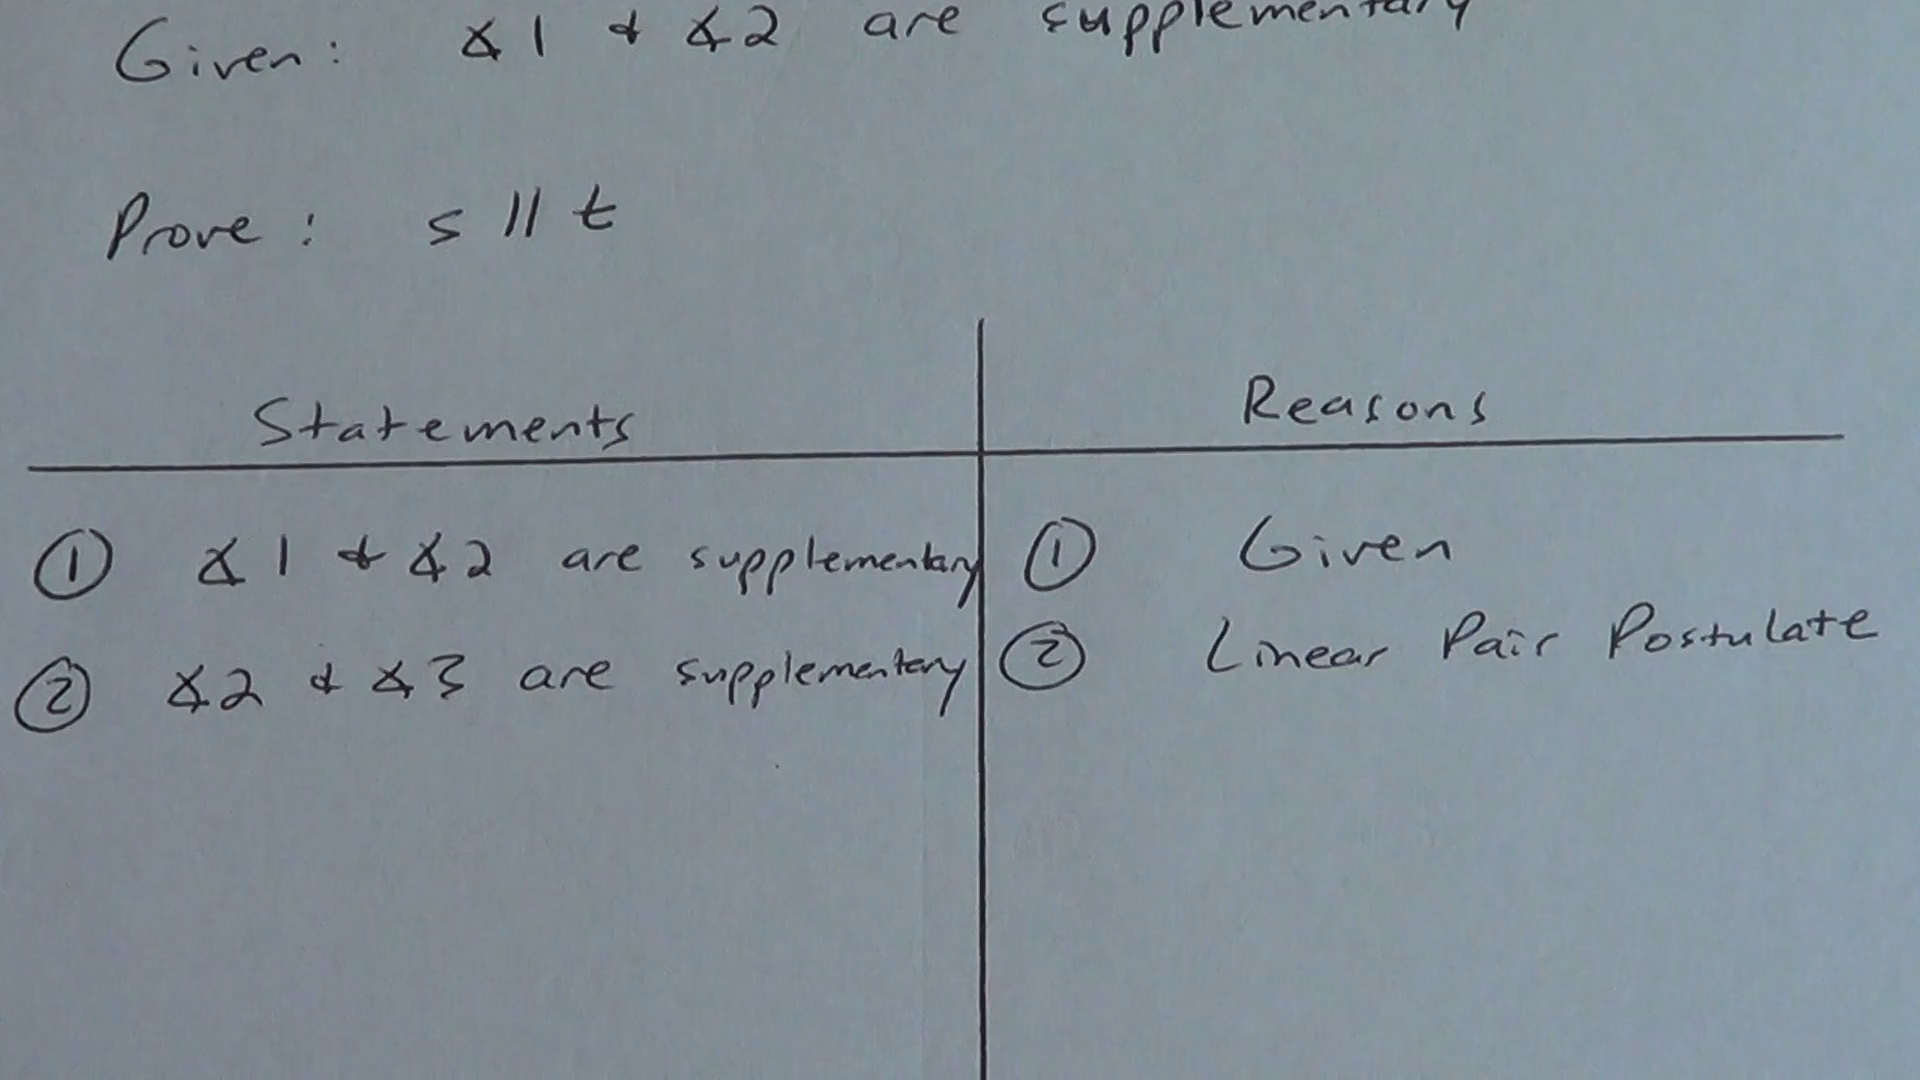 Given: ∡1 & ∡2 are supplementary
Prove: s || t
Statements
Reasons
① ∡1 & ∡2 are supplementary
① Given
② ∡2 & ∡3 are supplementary
② Linear Pair Postulate